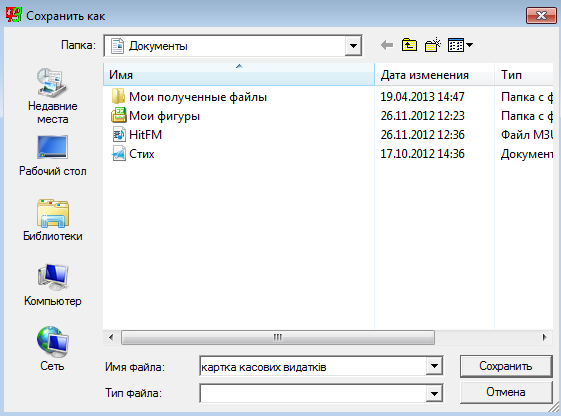 Сохранить как
Папка: Документы
Имя Дата изменения Тип
Мои полученные файлы 19.04.2013 14:47 Папка с ф
Мои фигуры 26.11.2012 12:23 Папка с ф
HitFM 26.11.2012 12:36 Файл M3U
Стих 17.10.2012 14:36 Документ
Недавние
места
Рабочий стол
Библиотеки
Компьютер
Сеть
Имя файла: картка касових видатків Сохранить
Тип файла: Отмена